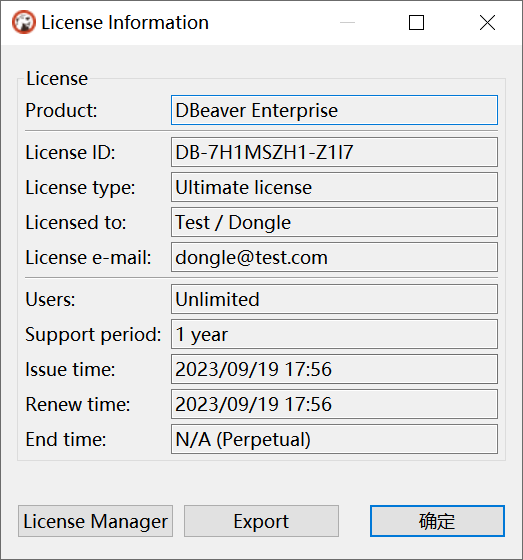 License Information
License
Product: DBeaver Enterprise
License ID: DB-7H1MSZH1-Z1I7
License type: Ultimate license
Licensed to: Test / Dongle
License e-mail: dongle@test.com
Users: Unlimited
Support period: 1 year
Issue time: 2023/09/19 17:56
Renew time: 2023/09/19 17:56
End time: N/A (Perpetual)
License Manager Export 确定